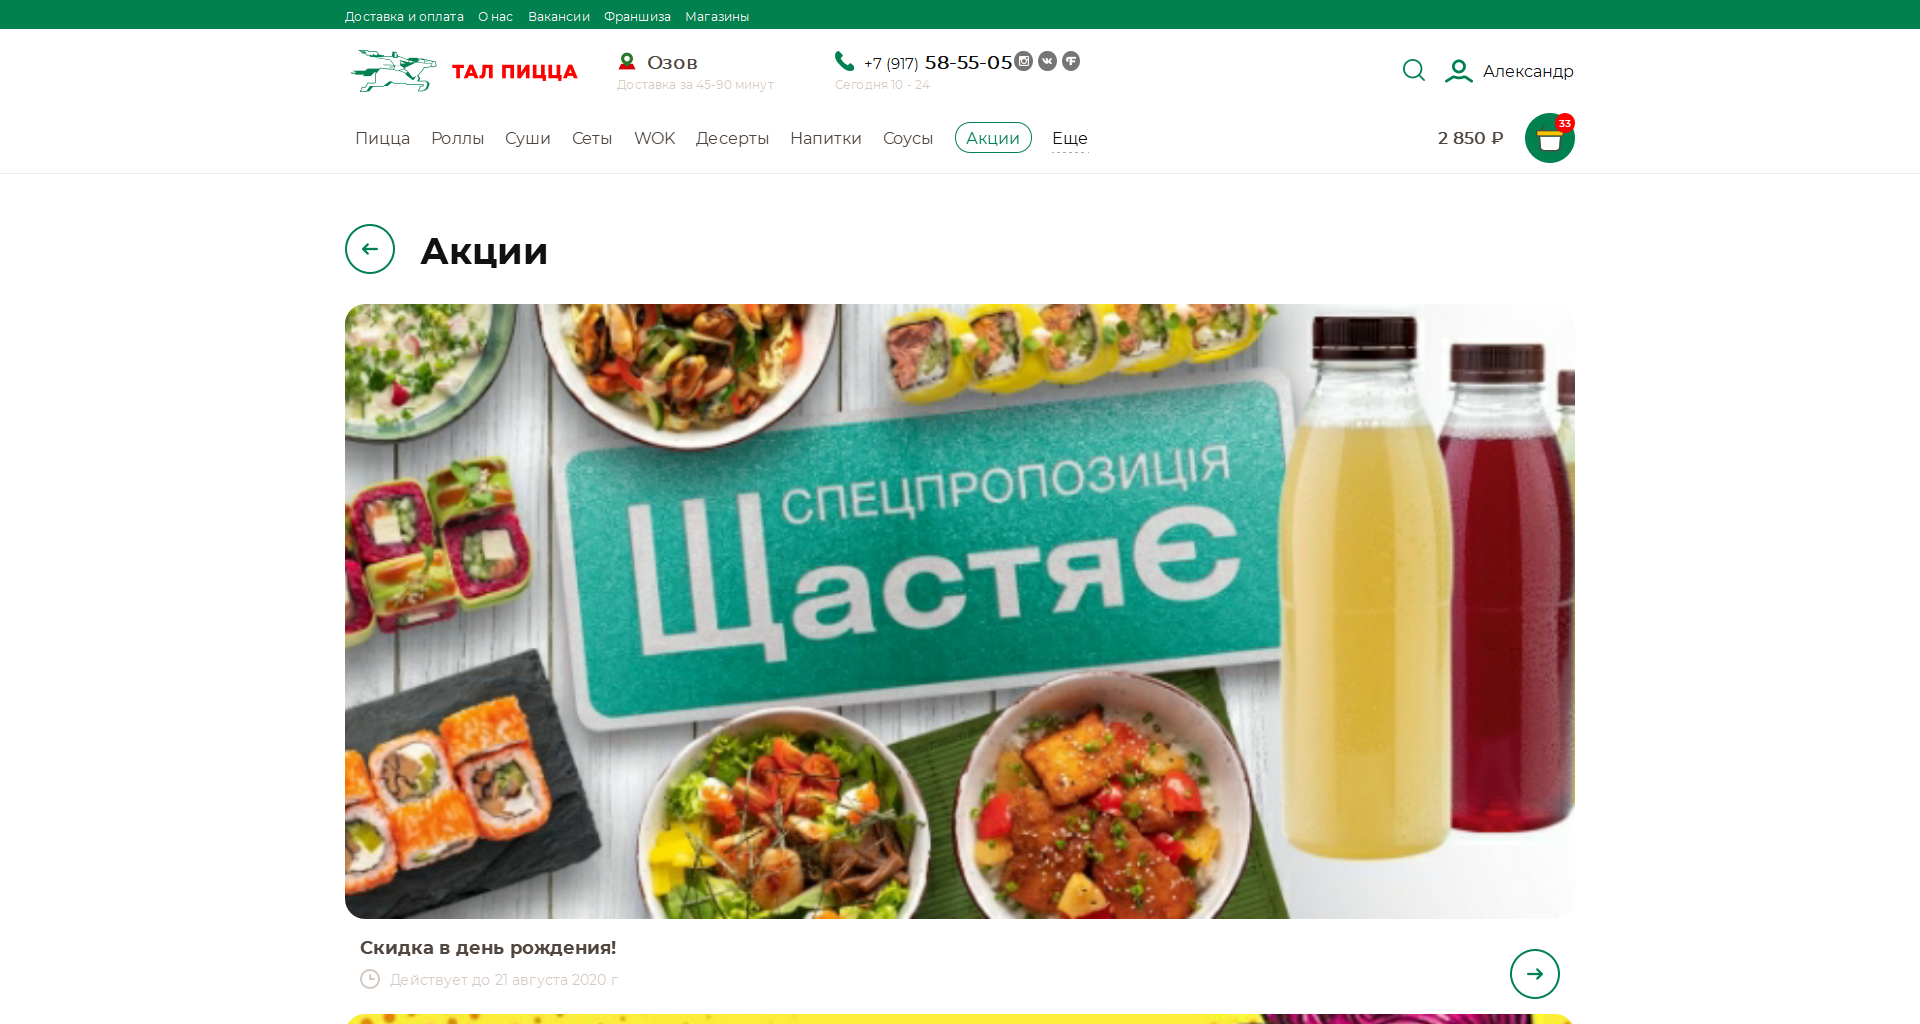 Доставка и оплата О нас Вакансии Франшиза Магазины
ТАЛ ПИЦЦА
Озов
Доставка за 45-90 минут
+7 (917) 58-55-05
Сегодня 10 - 24
Александр
Пицца Роллы Суши Сеты WOK Десерты Напитки Соусы Акции Еще
2 850 ₽
33
Акции
СПЕЦПРОПОЗИЦІЯ
ЩастяЄ
Скидка в день рождения!
Действует до 21 августа 2020 г